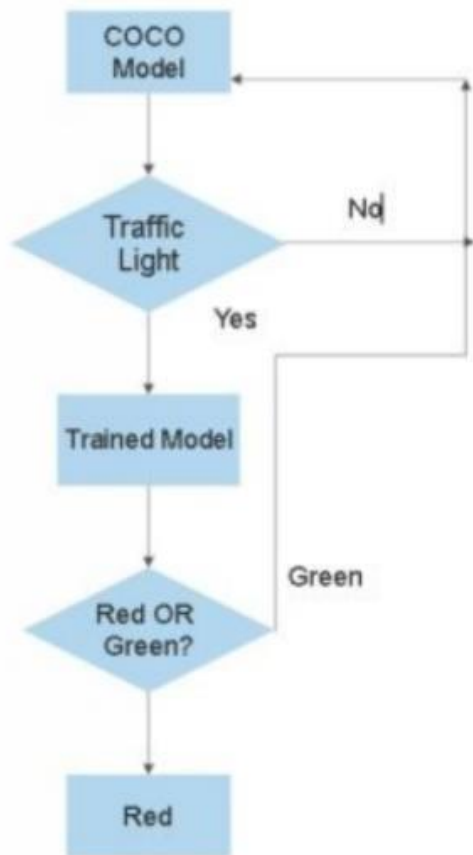 COCO
Model
Traffic
Light
No
Yes
Trained Model
Red OR
Green?
Green
Red